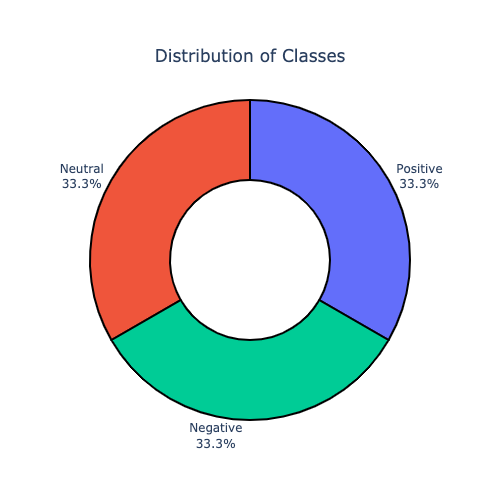 Distribution of Classes
Neutral
33.3%
Positive
33.3%
Negative
33.3%